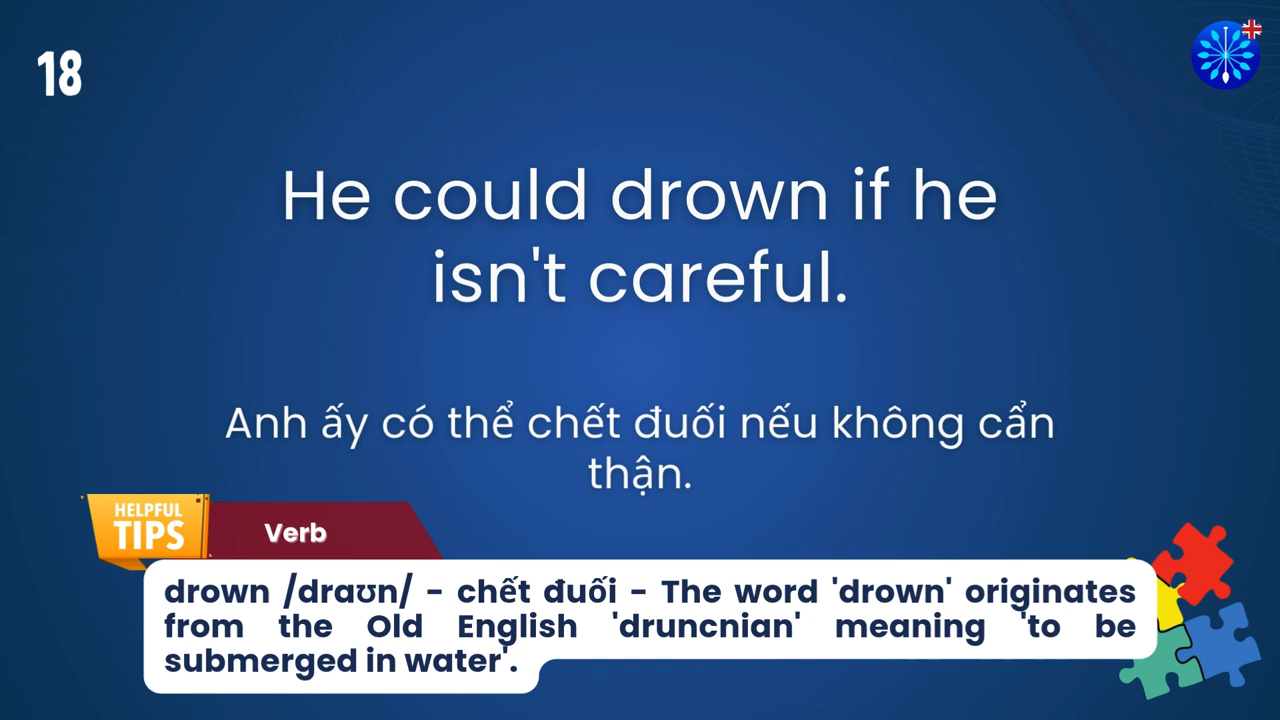 18
He could drown if he
isn't careful.
Anh ấy có thể chết đuối nếu không cẩn
thận.
HELPFUL
TIPS
Verb
drown /draʊn/ - chết đuối - The word 'drown' originates
from the Old English 'druncnian' meaning 'to be
submerged in water'.